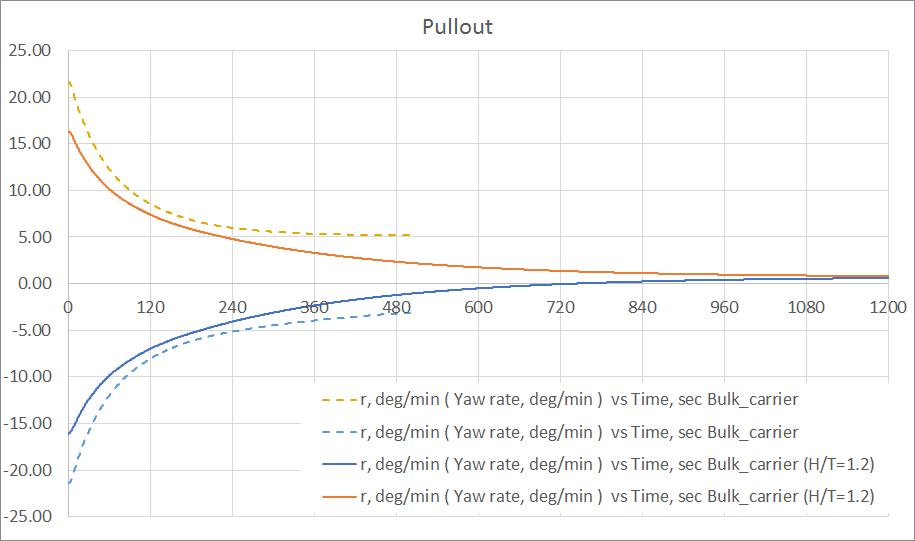 Pullout
25.00
20.00
15.00
10.00
5.00
0.00
0 120 240 360 480 600 720 840 960 1080 1200
-5.00
-10.00
-15.00
-20.00
-25.00
r, deg/min ( Yaw rate, deg/min )  vs Time, sec Bulk_carrier
r, deg/min ( Yaw rate, deg/min )  vs Time, sec Bulk_carrier
r, deg/min ( Yaw rate, deg/min )  vs Time, sec Bulk_carrier (H/T=1.2)
r, deg/min ( Yaw rate, deg/min )  vs Time, sec Bulk_carrier (H/T=1.2)